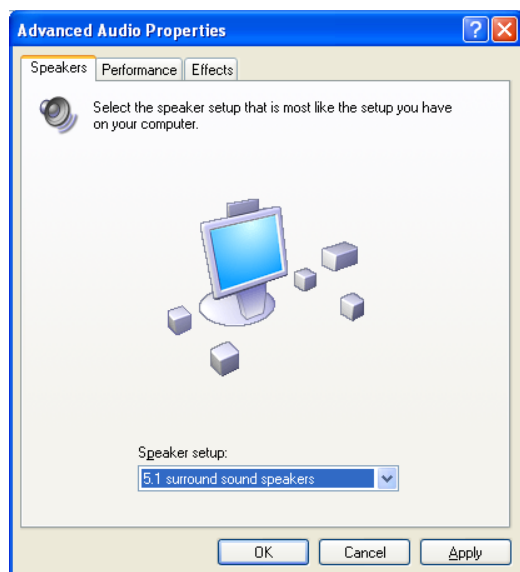 Advanced Audio Properties
Speakers Performance Effects
Select the speaker setup that is most like the setup you have
on your computer.
Speaker setup:
5.1 surround sound speakers
OK Cancel Apply